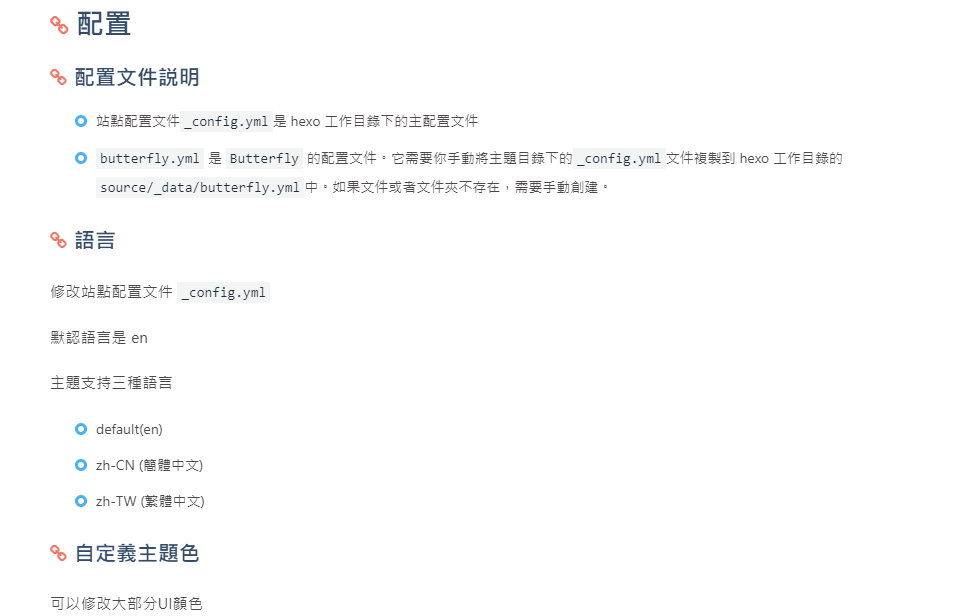 配置
配置文件説明
站點配置文件 _config.yml 是 hexo 工作目錄下的主配置文件
butterfly.yml 是 Butterfly 的配置文件。它需要你手動將主題目錄下的 _config.yml 文件複製到 hexo 工作目錄的
source/_data/butterfly.yml 中。如果文件或者文件夾不存在，需要手動創建。
語言
修改站點配置文件 _config.yml
默認語言是 en
主題支持三種語言
default(en)
zh-CN (簡體中文)
zh-TW (繁體中文)
自定義主題色
可以修改大部分UI顏色